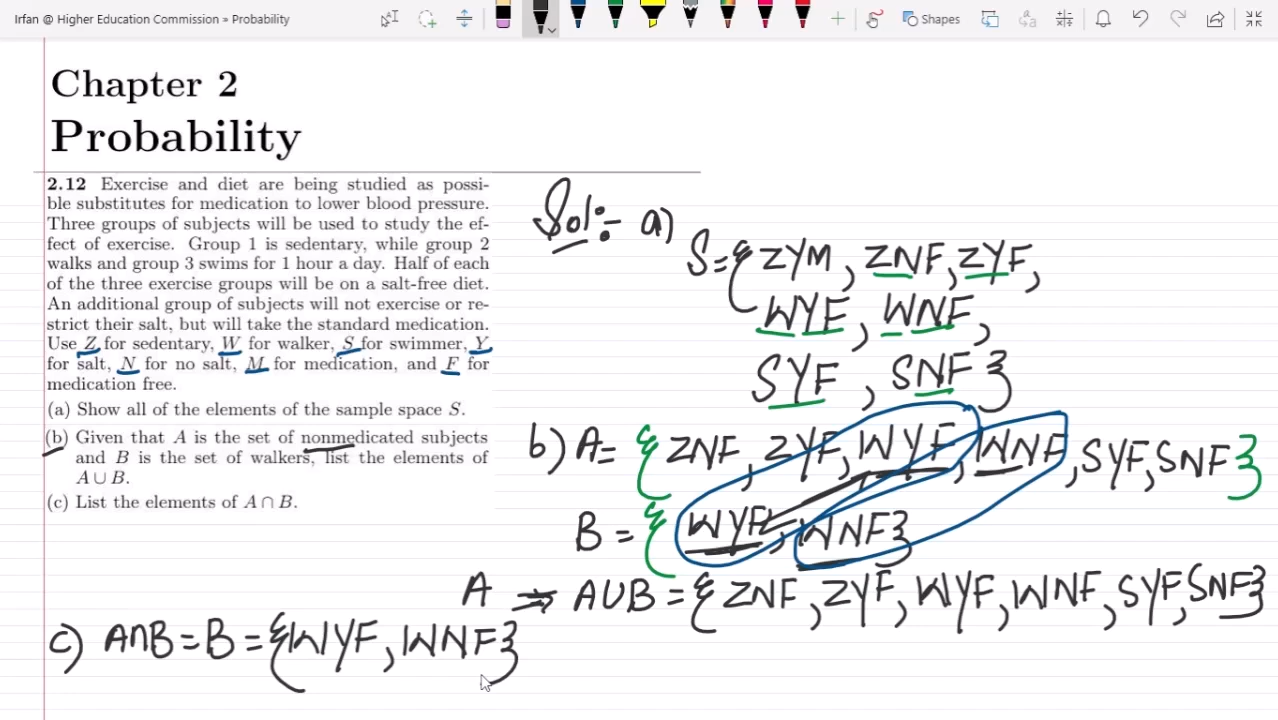 Irfan @ Higher Education Commission » Probability
Shapes
Chapter 2
Probability
2.12 Exercise and diet are being studied as possi-
ble substitutes for medication to lower blood pressure.
Three groups of subjects will be used to study the ef-
fect of exercise. Group 1 is sedentary, while group 2
walks and group 3 swims for 1 hour a day. Half of each
of the three exercise groups will be on a salt-free diet.
An additional group of subjects will not exercise or re-
strict their salt, but will take the standard medication.
Use Z for sedentary, W for walker, S for swimmer, Y
for salt, N for no salt, M for medication, and F for
medication free.
(a) Show all of the elements of the sample space S.
(b) Given that A is the set of nonmedicated subjects
and B is the set of walkers, list the elements of
A ∪ B.
(c) List the elements of A ∩ B.
Sol:- a)
S={ZYM, ZNF, ZYF,
WYF, WNF,
SYF, SNF}
b) A= {ZNF, ZYF, WYF, WNF, SYF, SNF}
B = {WYF, WNF}
A ⇒ A∪B = {ZNF, ZYF, WYF, WNF, SYF, SNF}
c) A∩B = B = {WYF, WNF}